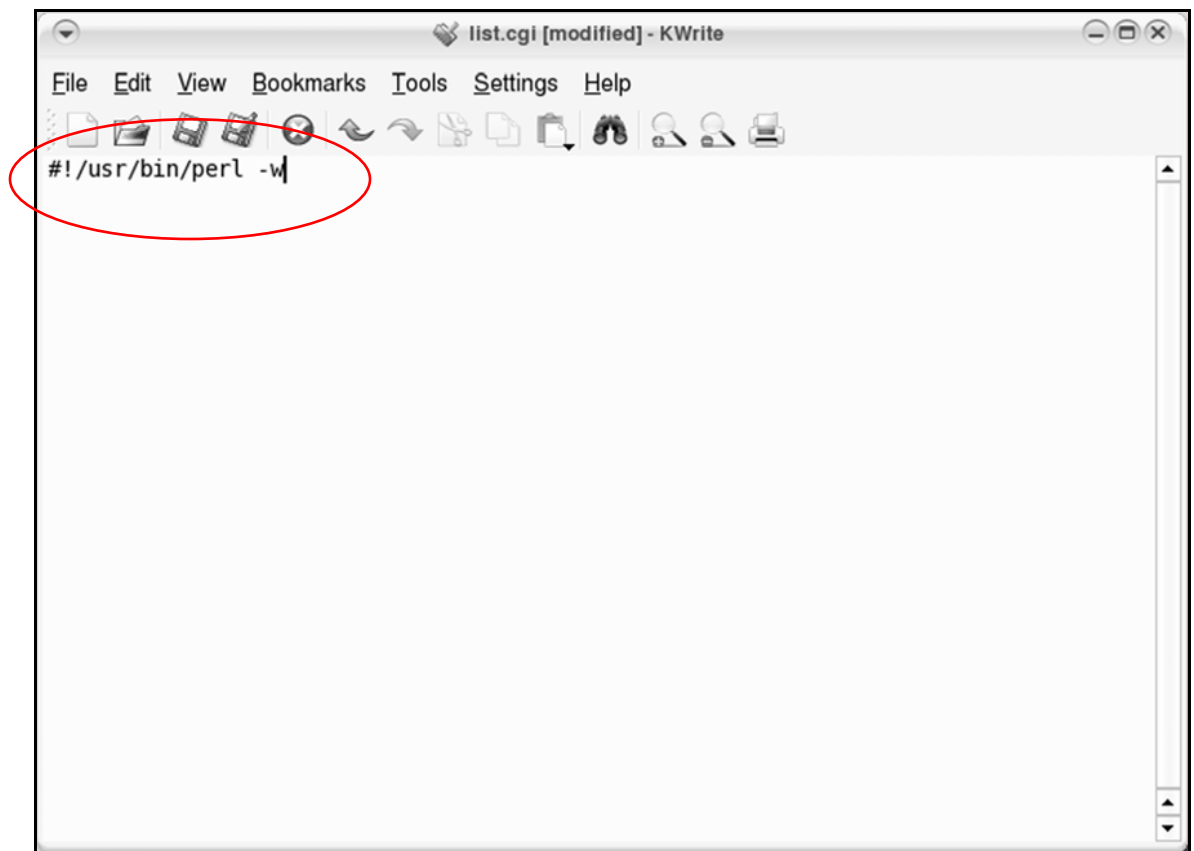 list.cgi [modified] - KWrite
File Edit View Bookmarks Tools Settings Help
#!/usr/bin/perl -w